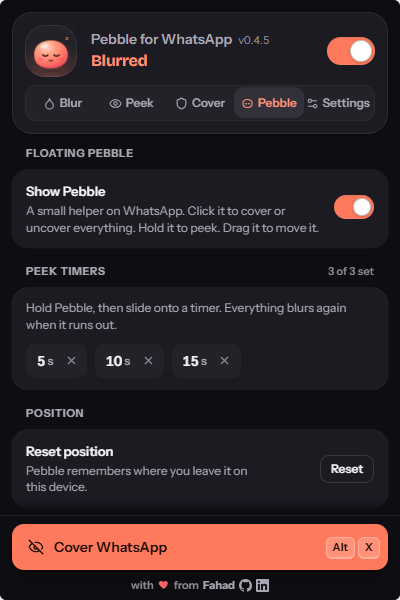 Pebble for WhatsApp v0.4.5
Blurred
Blur Peek Cover Pebble Settings
FLOATING PEBBLE
Show Pebble
A small helper on WhatsApp. Click it to cover or
uncover everything. Hold it to peek. Drag it to move it.
PEEK TIMERS 3 of 3 set
Hold Pebble, then slide onto a timer. Everything blurs again
when it runs out.
5 s × 10 s × 15 s ×
POSITION
Reset position
Pebble remembers where you leave it on
this device.
Reset
Cover WhatsApp Alt X
with ♥ from Fahad